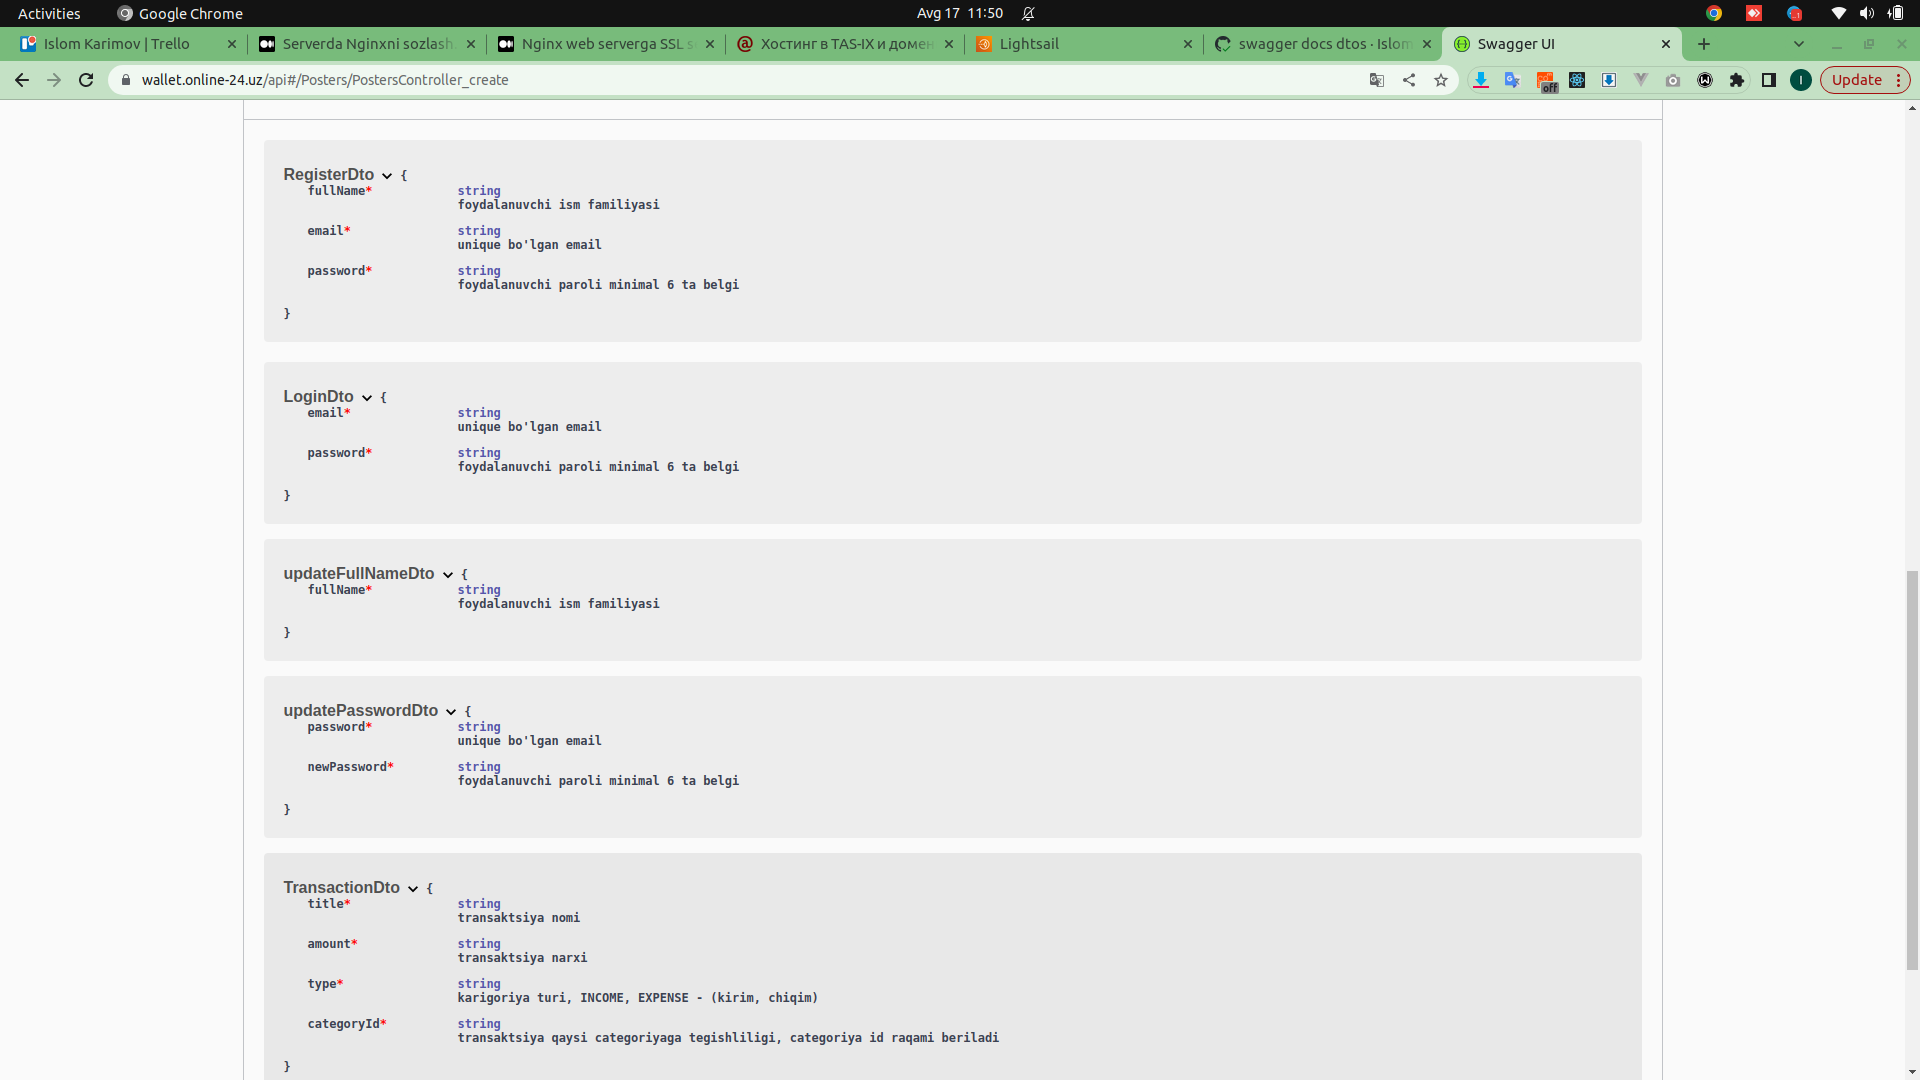 Activities Google Chrome Avg 17 11:50
Islom Karimov | Trello Serverda Nginxni sozlash Nginx web serverga SSL s Хостинг в TAS-IX и домен Lightsail swagger docs dtos · Islom Swagger UI
wallet.online-24.uz/api#/Posters/PostersController_create off I Update
RegisterDto {
fullName* string
foydalanuvchi ism familiyasi
email* string
unique bo'lgan email
password* string
foydalanuvchi paroli minimal 6 ta belgi
}
LoginDto {
email* string
unique bo'lgan email
password* string
foydalanuvchi paroli minimal 6 ta belgi
}
updateFullNameDto {
fullName* string
foydalanuvchi ism familiyasi
}
updatePasswordDto {
password* string
unique bo'lgan email
newPassword* string
foydalanuvchi paroli minimal 6 ta belgi
}
TransactionDto {
title* string
transaktsiya nomi
amount* string
transaktsiya narxi
type* string
karigoriya turi, INCOME, EXPENSE - (kirim, chiqim)
categoryId* string
transaktsiya qaysi categoriyaga tegishliligi, categoriya id raqami beriladi
}